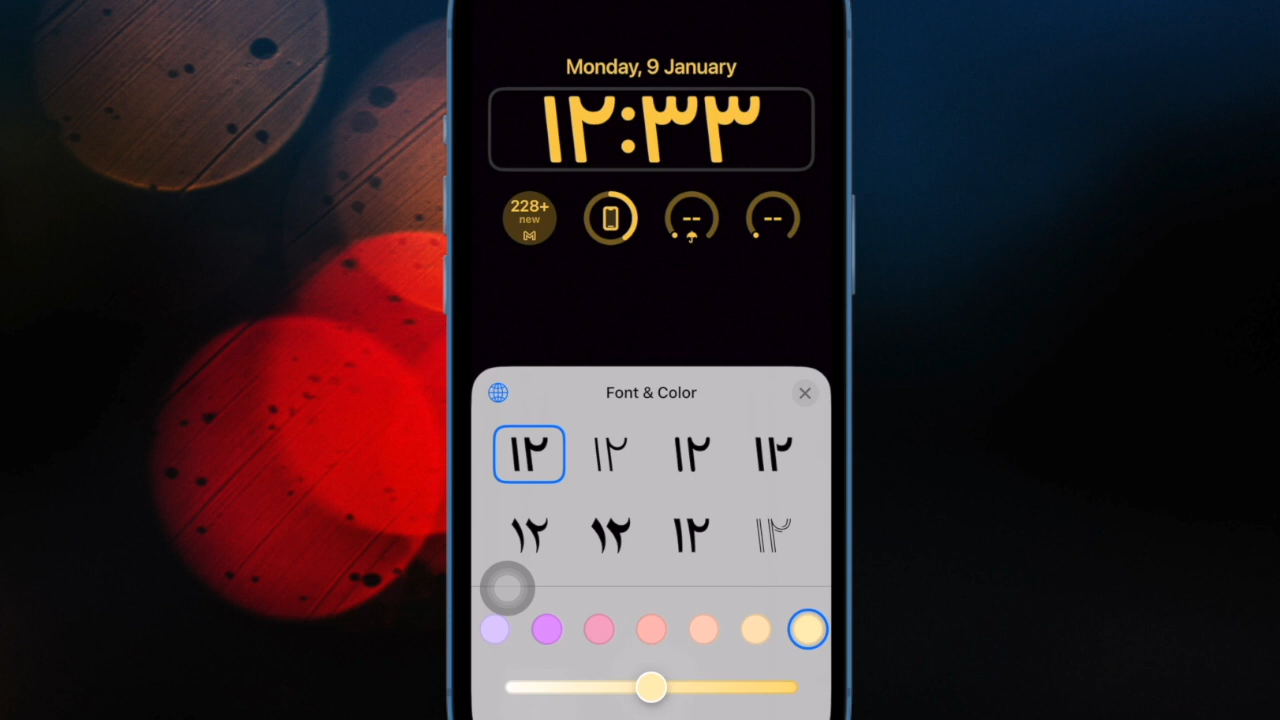 Monday, 9 January
١٢:٣٣
228+
new
--
--
Font & Color
١٢ ١٢ ١٢ ١٢
١٢ ١٢ ١٢ ١٢